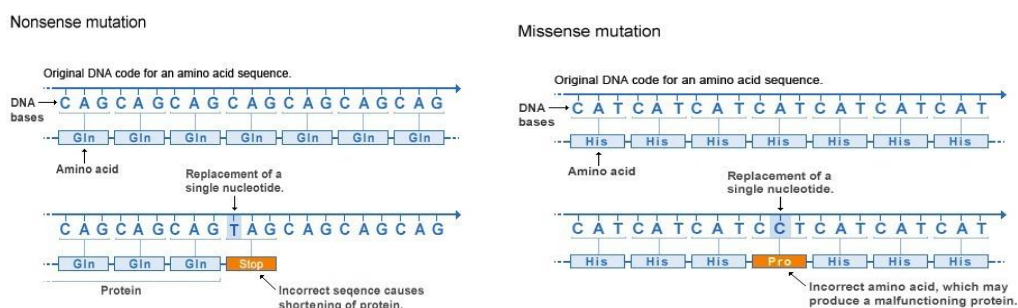 Nonsense mutation
Original DNA code for an amino acid sequence.
DNA bases
C A G C A G C A G C A G C A G C A G C A G
Gln Gln Gln Gln Gln Gln Gln
Amino acid
Replacement of a
single nucleotide.
C A G C A G C A G T A G C A G C A G C A G
Gln Gln Gln Stop
Protein
Incorrect seqence causes
shortening of protein.
Missense mutation
Original DNA code for an amino acid sequence.
DNA bases
C A T C A T C A T C A T C A T C A T C A T
His His His His His His His
Amino acid
Replacement of a
single nucleotide.
C A T C A T C A T C C T C A T C A T C A T
His His His Pro His His His
Incorrect amino acid, which may
produce a malfunctioning protein.